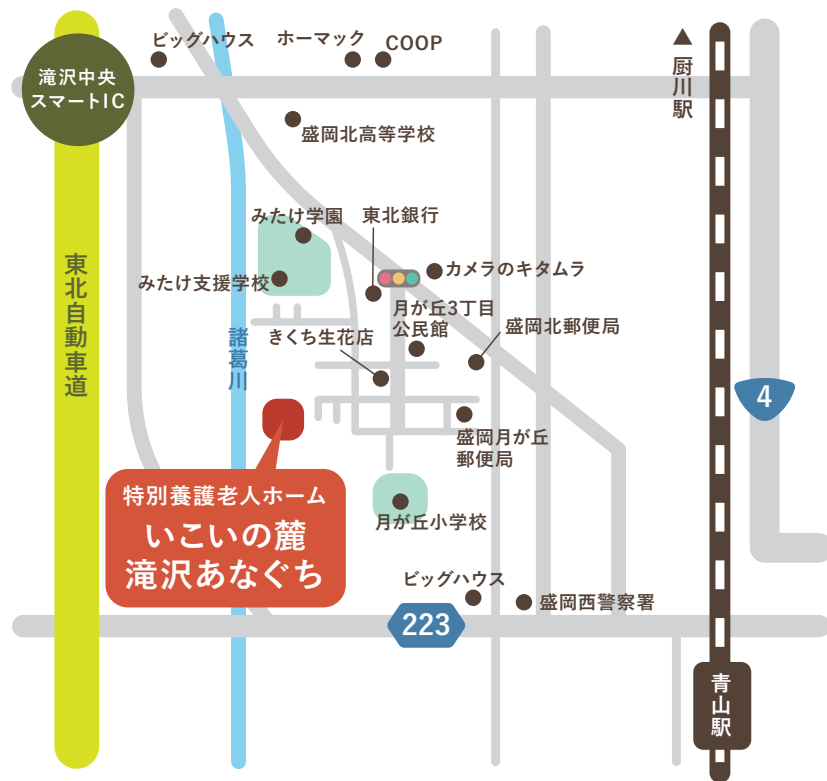 ビッグハウス
ホーマック
COOP
滝沢中央
スマートIC
▲厨川駅
盛岡北高等学校
みたけ学園
東北銀行
カメラのキタムラ
みたけ支援学校
東北自動車道
諸葛川
月が丘3丁目
公民館
盛岡北郵便局
きくち生花店
4
盛岡月が丘
郵便局
特別養護老人ホーム
いこいの麓
滝沢あなぐち
月が丘小学校
ビッグハウス
盛岡西警察署
223
青山駅